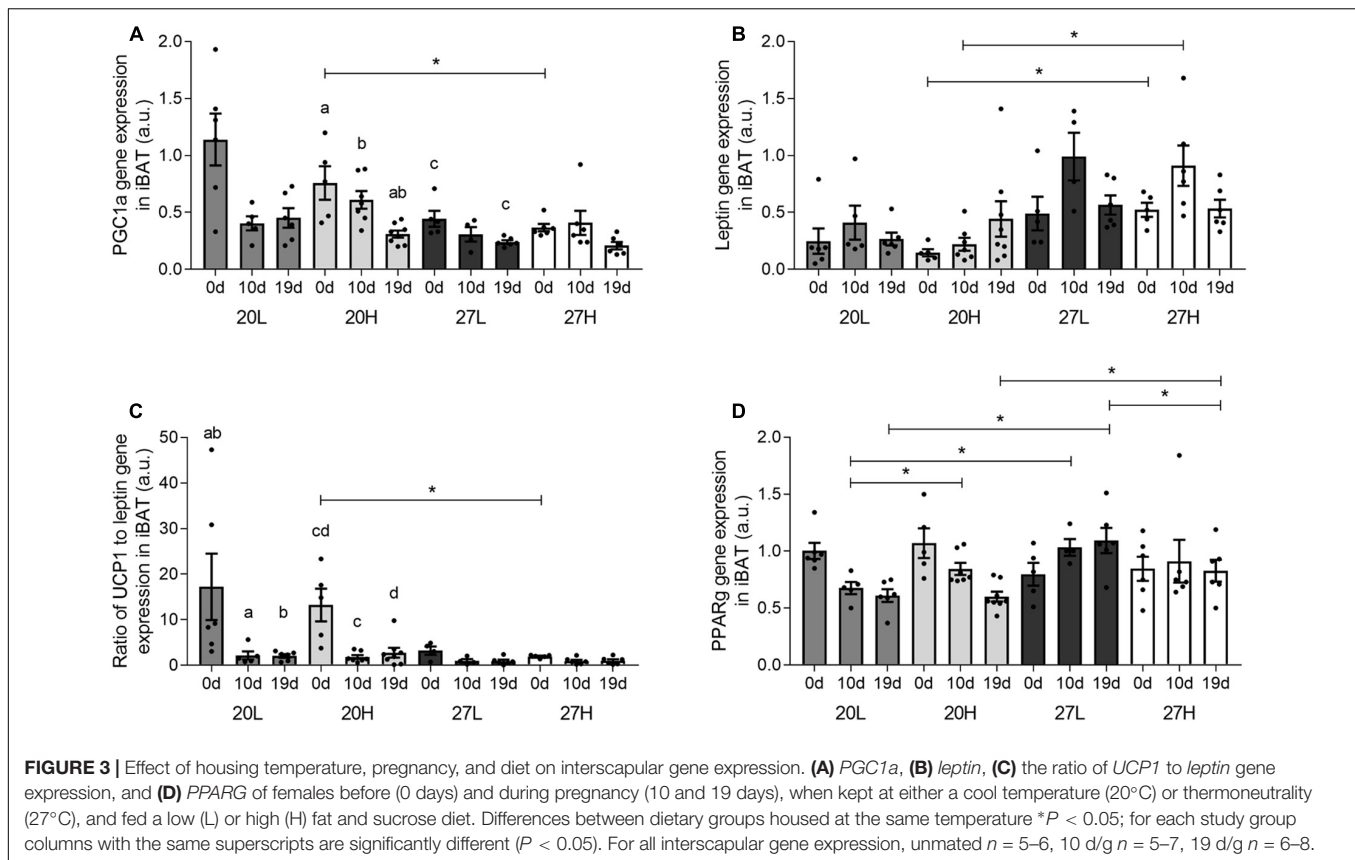 A
PGC1a gene expression
in iBAT (a.u.)
2.0
1.5
1.0
0.5
0.0
*
a
b
ab
c
c
0d 10d 19d 0d 10d 19d 0d 10d 19d 0d 10d 19d
20L 20H 27L 27H
B
Leptin gene expression
in iBAT (a.u.)
2.0
1.5
1.0
0.5
0.0
*
*
0d 10d 19d 0d 10d 19d 0d 10d 19d 0d 10d 19d
20L 20H 27L 27H
C
Ratio of UCP1 to leptin gene
expression in iBAT (a.u.)
50
40
30
20
10
0
ab
a
b
*
cd
c
d
0d 10d 19d 0d 10d 19d 0d 10d 19d 0d 10d 19d
20L 20H 27L 27H
D
PPARg gene expression
in iBAT (a.u.)
2.0
1.5
1.0
0.5
0.0
*
*
*
*
*
0d 10d 19d 0d 10d 19d 0d 10d 19d 0d 10d 19d
20L 20H 27L 27H
FIGURE 3 | Effect of housing temperature, pregnancy, and diet on interscapular gene expression. (A) PGC1a, (B) leptin, (C) the ratio of UCP1 to leptin gene
expression, and (D) PPARG of females before (0 days) and during pregnancy (10 and 19 days), when kept at either a cool temperature (20°C) or thermoneutrality
(27°C), and fed a low (L) or high (H) fat and sucrose diet. Differences between dietary groups housed at the same temperature *P < 0.05; for each study group
columns with the same superscripts are significantly different (P < 0.05). For all interscapular gene expression, unmated n = 5–6, 10 d/g n = 5–7, 19 d/g n = 6–8.